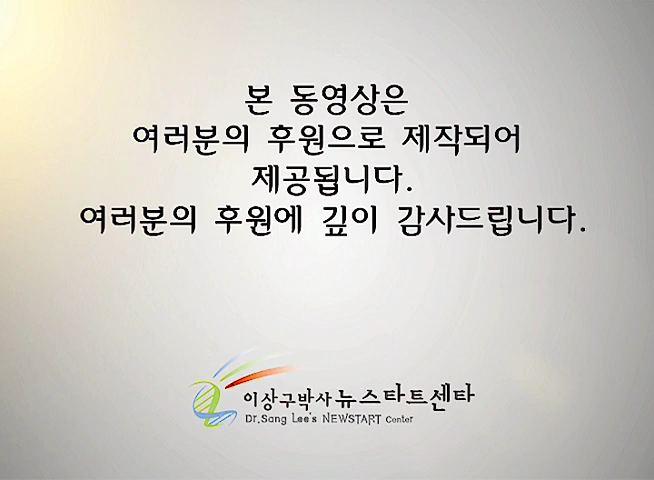 본 동영상은
여러분의 후원으로 제작되어
제공됩니다.
여러분의 후원에 깊이 감사드립니다.
이상구박사 뉴스타트센타
Dr.Sang Lee's NEWSTART Center